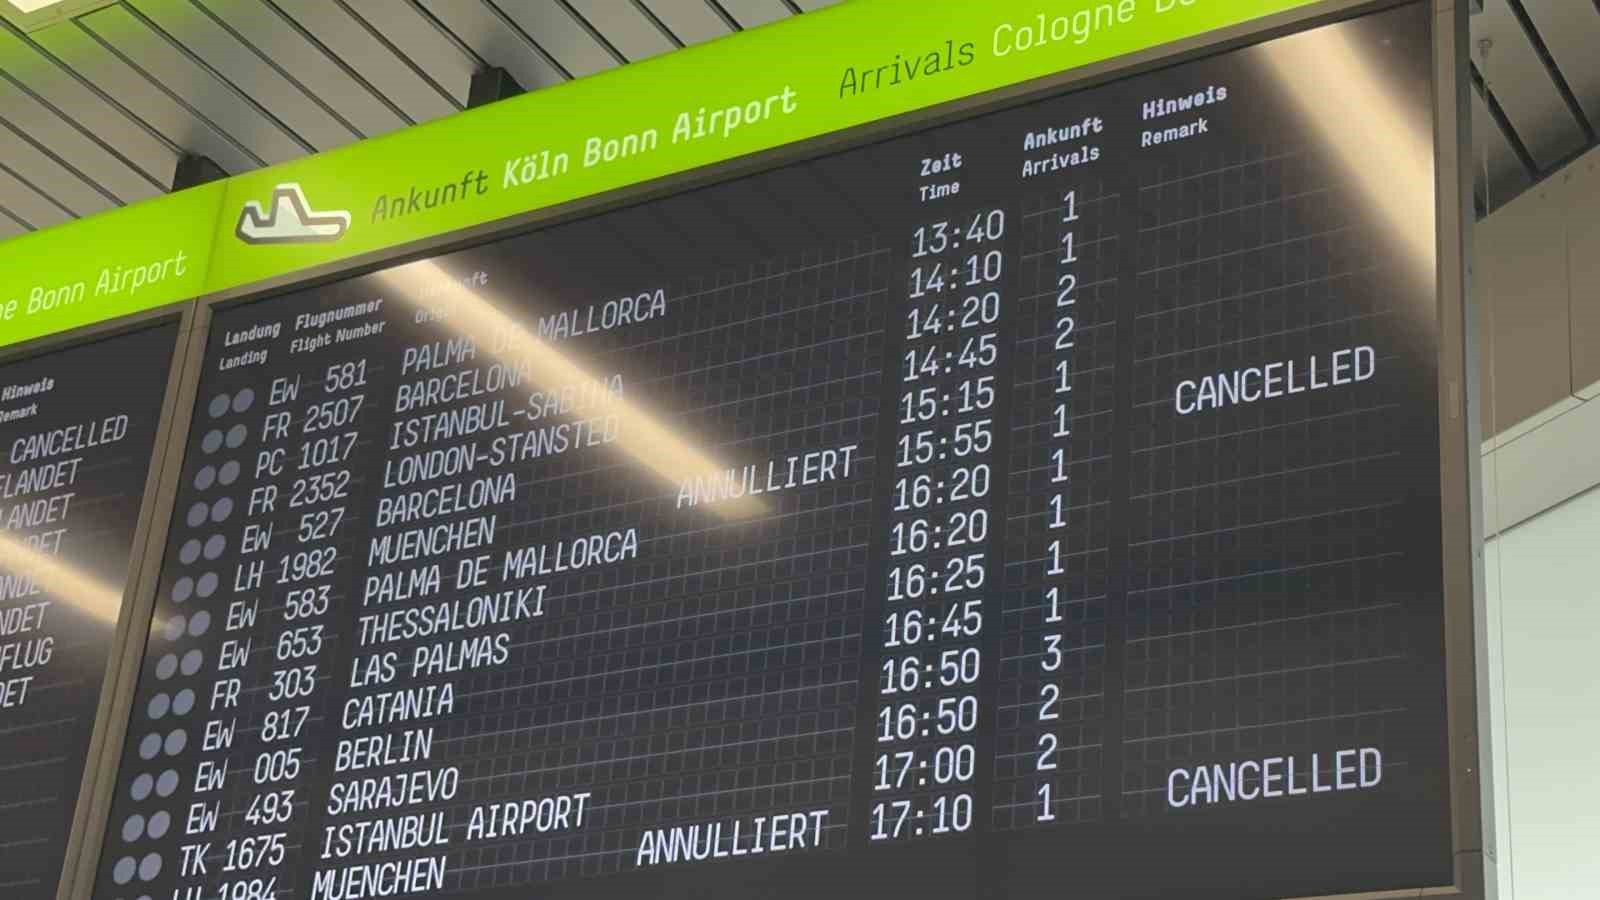 Ankunft Köln Bonn Airport Arrivals Cologne
Bonn Airport
Hinweis
Remark
CANCELLED
Landung Flugnummer Zeit Ankunft Hinweis
Landing Flight Number Time Arrivals Remark
EW 581 PALMA DE MALLORCA 13:40 1
FR 2507 BARCELONA 14:10 1
PC 1017 ISTANBUL-SABIHA 14:20 2
FR 2352 LONDON-STANSTED 14:45 2
EW 527 BARCELONA 15:15 1
LH 1982 MUENCHEN ANNULLIERT 15:55 1 CANCELLED
EW 583 PALMA DE MALLORCA 16:20 1
EW 653 THESSALONIKI 16:20 1
FR 303 LAS PALMAS 16:25 1
EW 817 CATANIA 16:45 1
EW 005 BERLIN 16:50 3
EW 493 SARAJEVO 16:50 2
TK 1675 ISTANBUL AIRPORT 17:00 2
LH 1984 MUENCHEN ANNULLIERT 17:10 1 CANCELLED